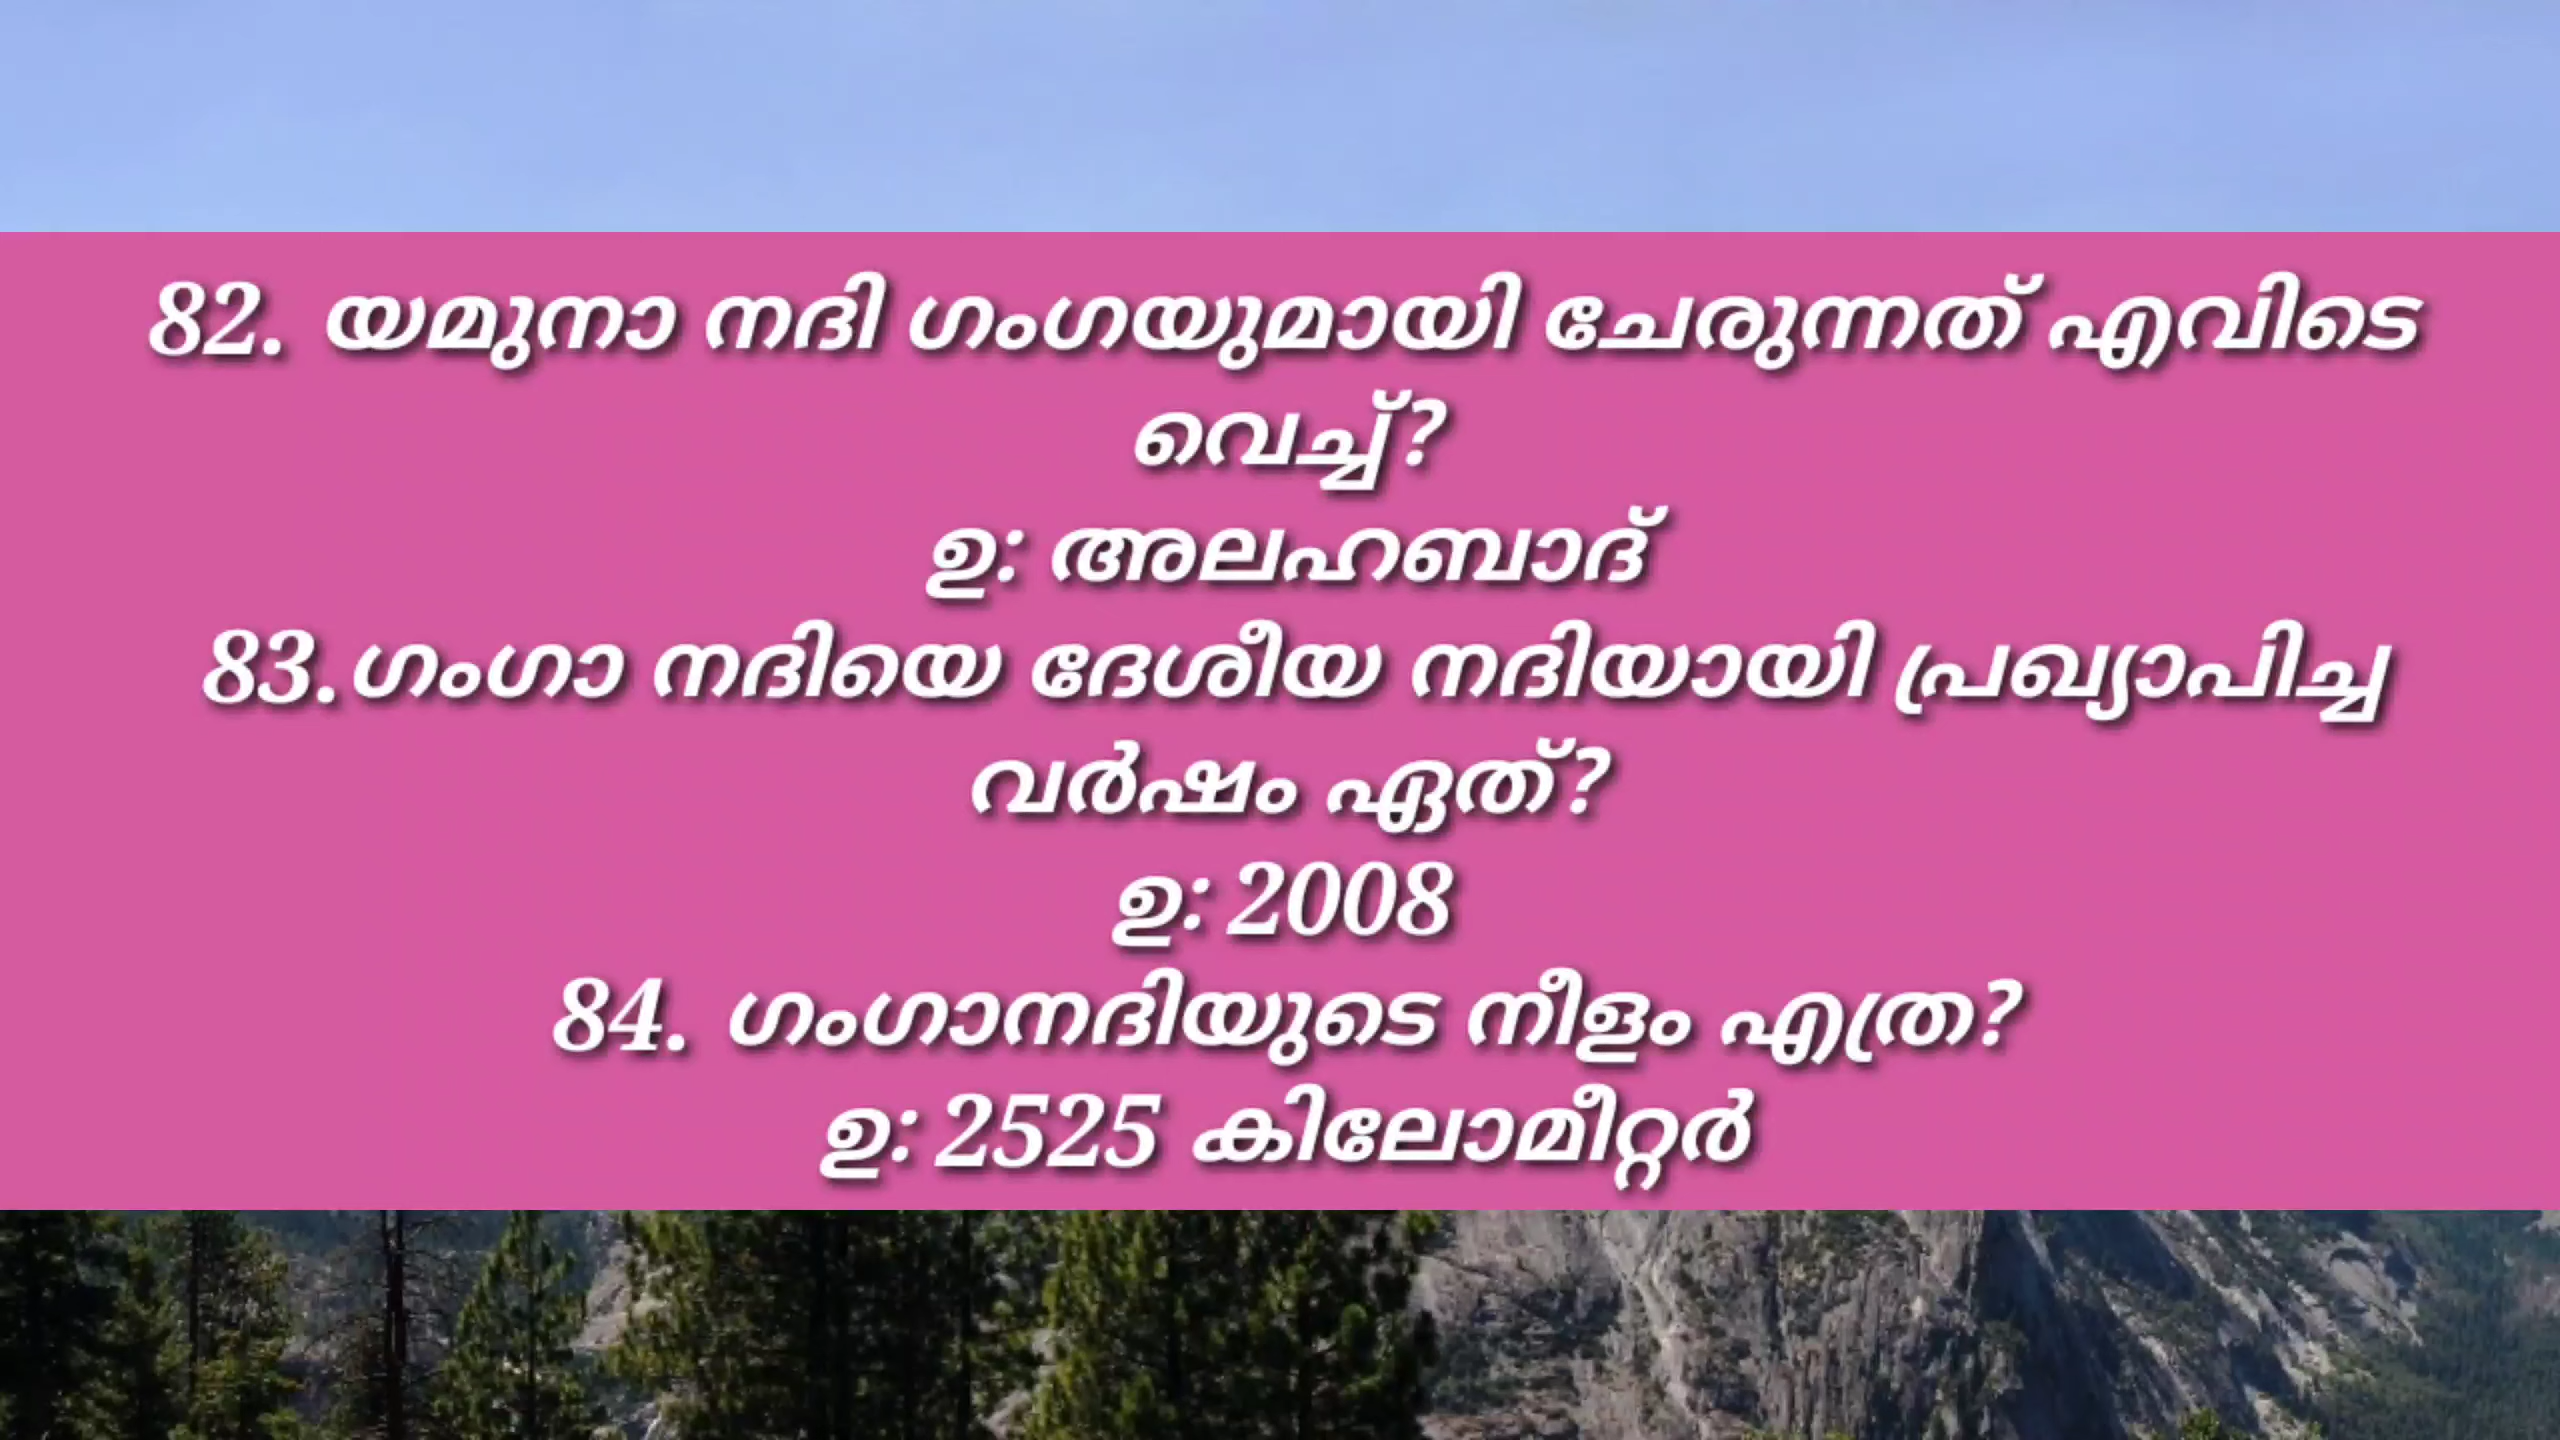 82. യമുനാ നദി ഗംഗയുമായി ചേരുന്നത് എവിടെ
വെച്ച്?
ഉ: അലഹബാദ്
83.ഗംഗാ നദിയെ ദേശീയ നദിയായി പ്രഖ്യാപിച്ച
വർഷം ഏത്?
ഉ: 2008
84. ഗംഗാനദിയുടെ നീളം എത്ര?
ഉ: 2525 കിലോമീറ്റർ